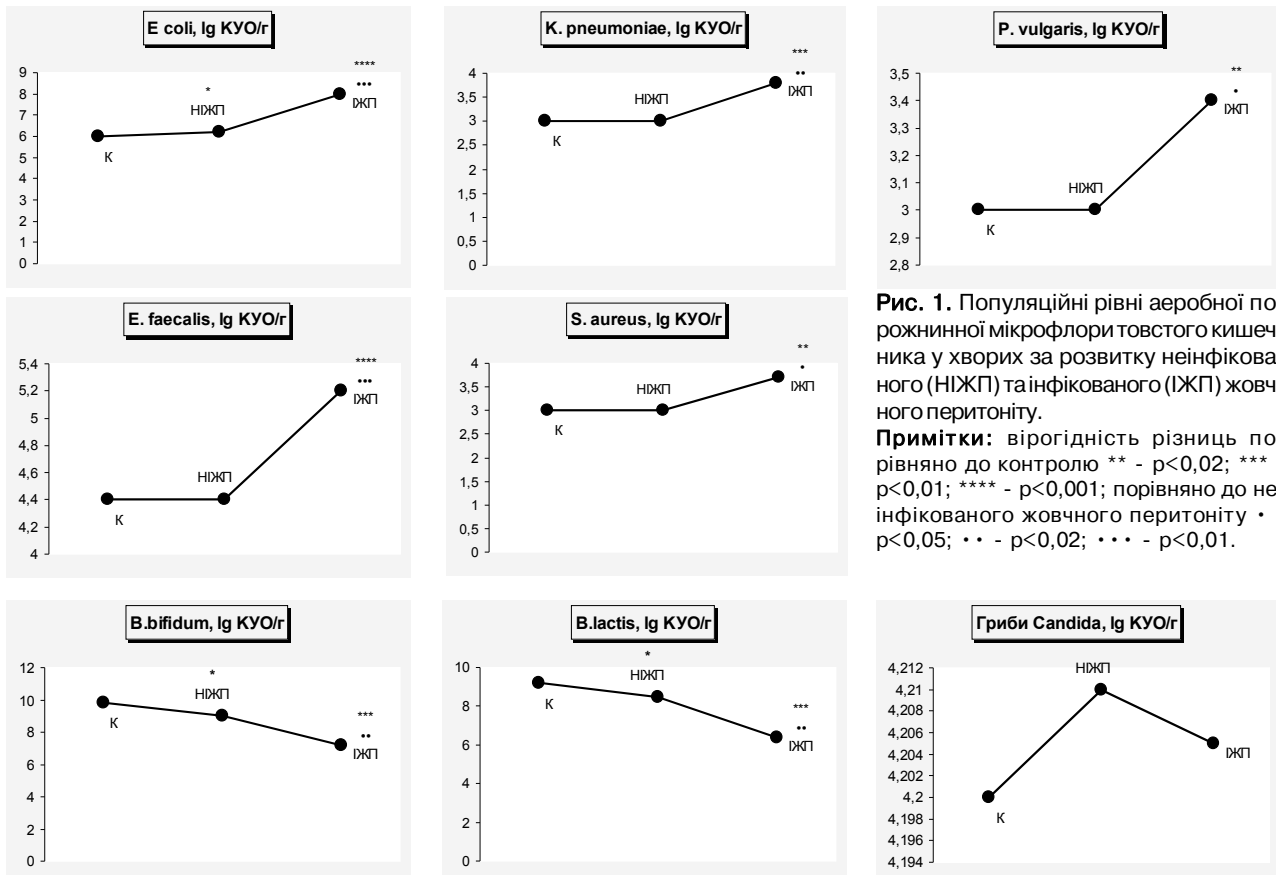 E coli, lg КУО/г
9
8
7
6
5
4
3
2
1
0
К
*
НІЖП
****
•••
ІЖП
K. pneumoniae, lg КУО/г
4
3,5
3
2,5
2
1,5
1
0,5
0
К
НІЖП
***
••
ІЖП
P. vulgaris, lg КУО/г
3,5
3,4
3,3
3,2
3,1
3
2,9
2,8
К
НІЖП
**
•
ІЖП
E. faecalis, lg КУО/г
5,4
5,2
5
4,8
4,6
4,4
4,2
4
К
НІЖП
****
•••
ІЖП
S. aureus, lg КУО/г
4
3,5
3
2,5
2
1,5
1
0,5
0
К
НІЖП
**
•
ІЖП
Рис. 1. Популяційні рівні аеробної по
рожнинної мікрофлори товстого кишеч
ника у хворих за розвитку неінфікова
ного (НІЖП) та інфікованого (ІЖП) жовч
ного перитоніту.
Примітки: вірогідність різниць по
рівняно до контролю ** - p<0,02; ***
p<0,01; **** - p<0,001; порівняно до не
інфікованого жовчного перитоніту •
p<0,05; •• - p<0,02; ••• - p<0,01.
B.bifidum, lg КУО/г
12
10
8
6
4
2
0
К
*
НІЖП
***
••
ІЖП
B.lactis, lg КУО/г
10
8
6
4
2
0
К
*
НІЖП
***
••
ІЖП
Гриби Candida, lg КУО/г
4,212
4,21
4,208
4,206
4,204
4,202
4,2
4,198
4,196
4,194
К
НІЖП
ІЖП